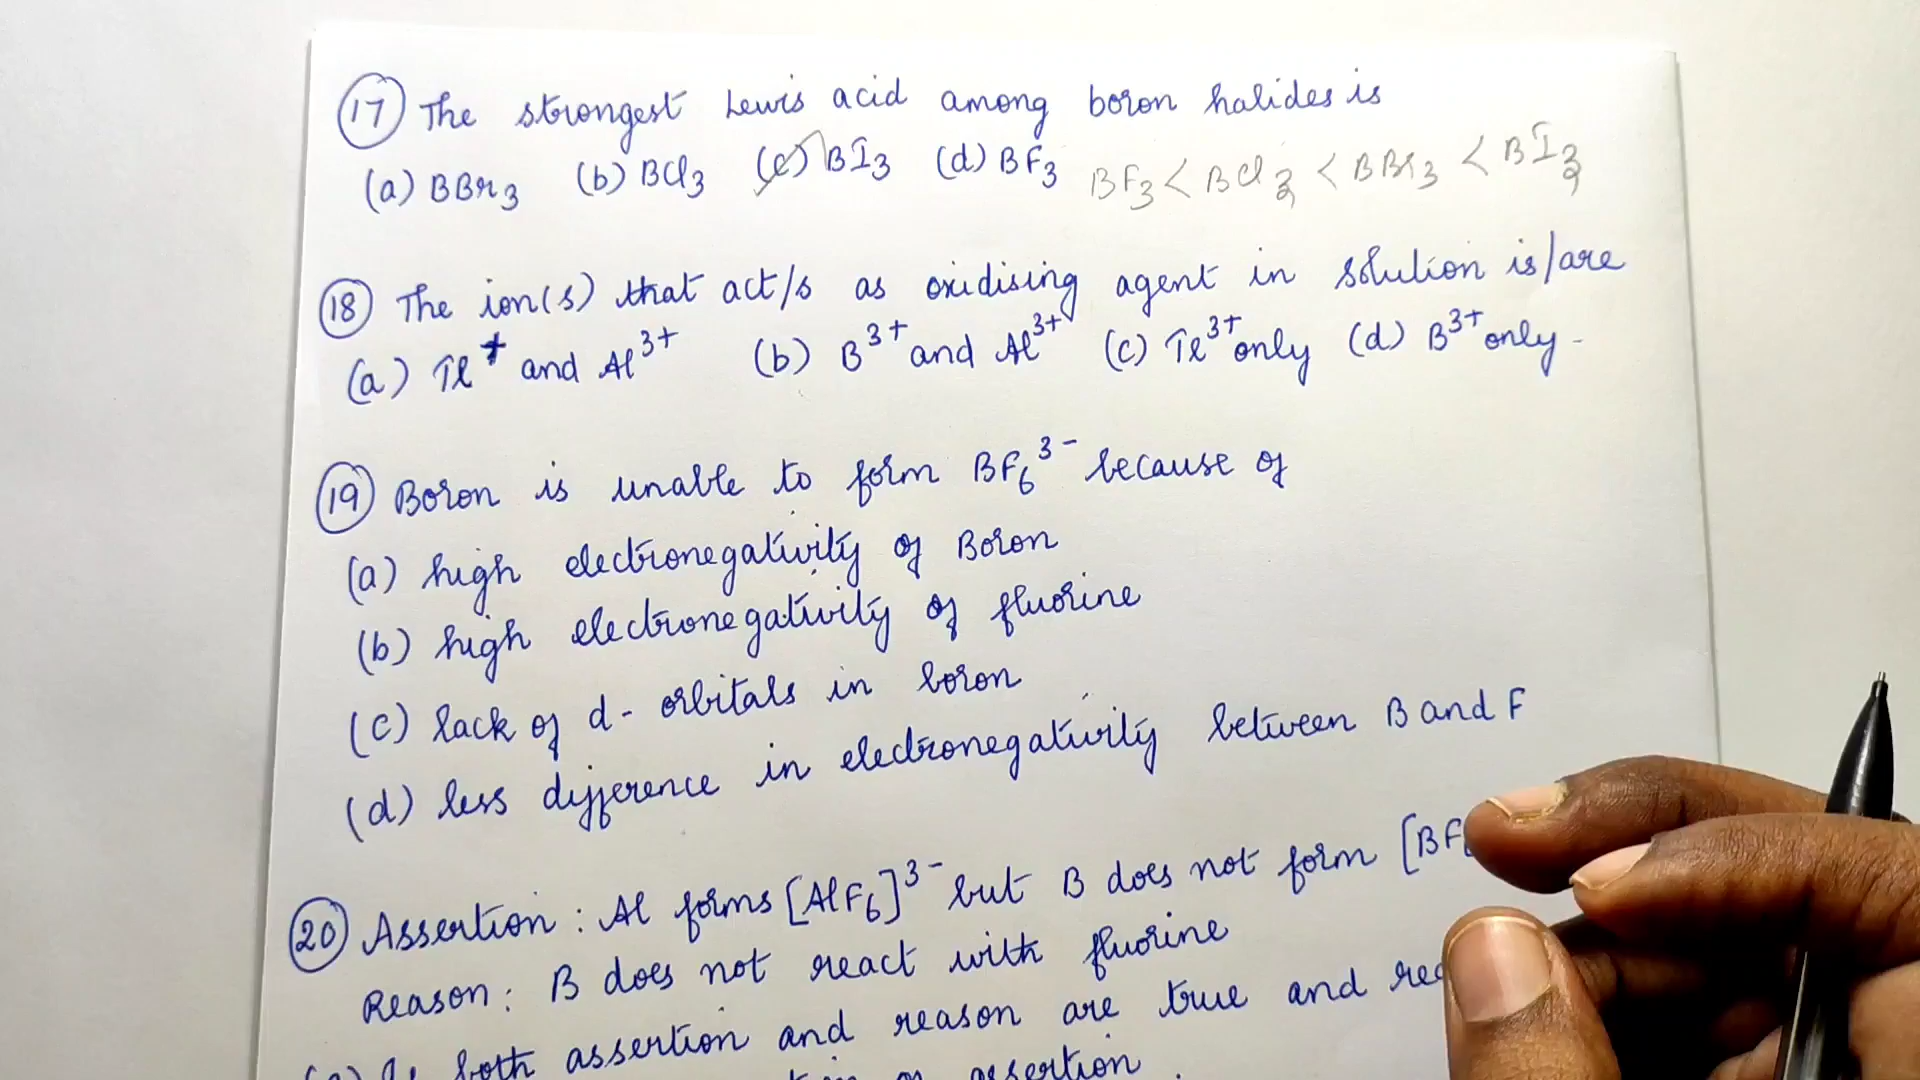 (17) The strongest Lewis acid among boron halides is
(a) BBr₃ (b) BCl₃ (c) BI₃ (d) BF₃ BF₃ < BCl₃ < BBr₃ < BI₃
(18) The ion(s) that act/s as oxidising agent in solution is/are
(a) Tl⁺ and Al³⁺ (b) B³⁺ and Al³⁺ (c) Tl³⁺ only (d) B³⁺ only -
(19) Boron is unable to form BF₆³⁻ because of
(a) high electronegativity of Boron
(b) high electronegativity of fluorine
(c) lack of d- orbitals in boron
(d) less difference in electronegativity between B and F
(20) Assertion : Al forms [AlF₆]³⁻ but B does not form [BF
Reason : B does not react with fluorine
both assertion and reason are true and
assertion.